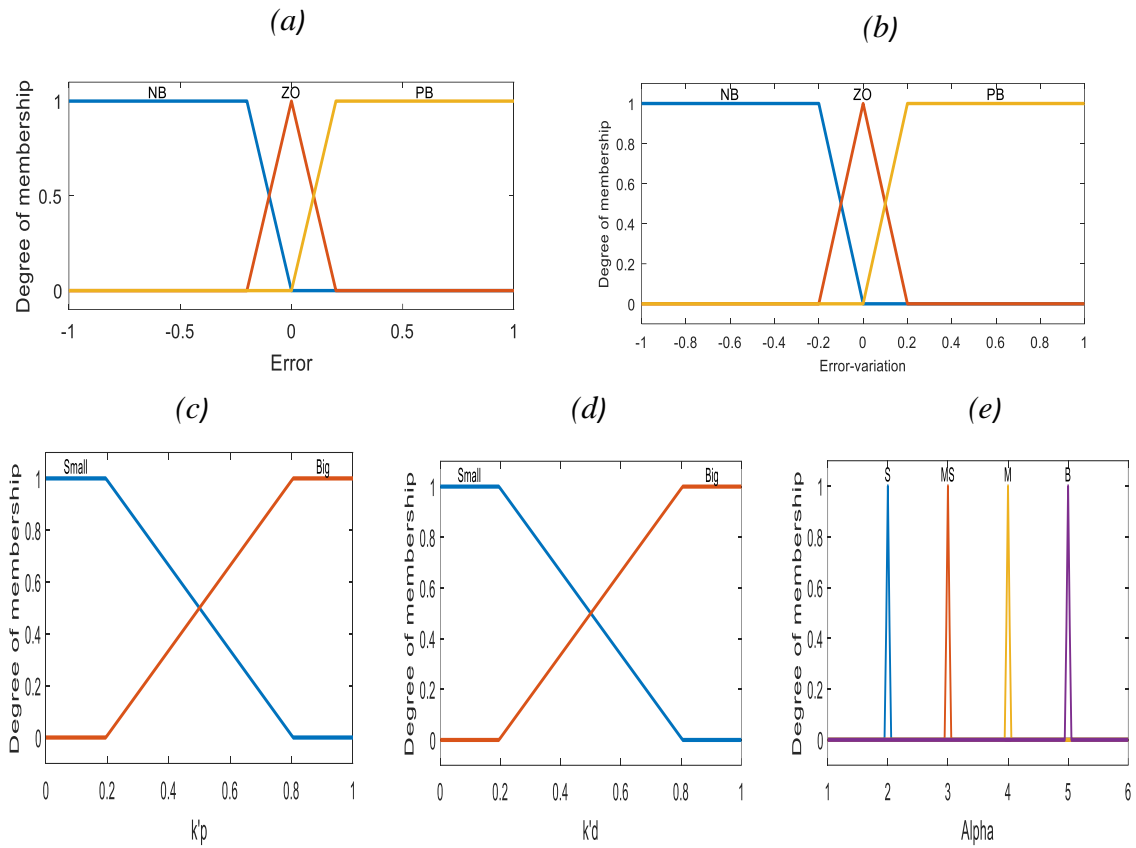 (a)
NB ZO PB
Degree of membership
1
0.5
0
-1 -0.5 0 0.5 1
Error
(b)
NB ZO PB
Degree of membership
1
0.8
0.6
0.4
0.2
0
-1 -0.8 -0.6 -0.4 -0.2 0 0.2 0.4 0.6 0.8 1
Error-variation
(c)
Small Big
Degree of membership
1
0.8
0.6
0.4
0.2
0
0 0.2 0.4 0.6 0.8 1
k'p
(d)
Small Big
Degree of membership
1
0.8
0.6
0.4
0.2
0
0 0.2 0.4 0.6 0.8 1
k'd
(e)
S MS M B
Degree of membership
1
0.8
0.6
0.4
0.2
0
1 2 3 4 5 6
Alpha